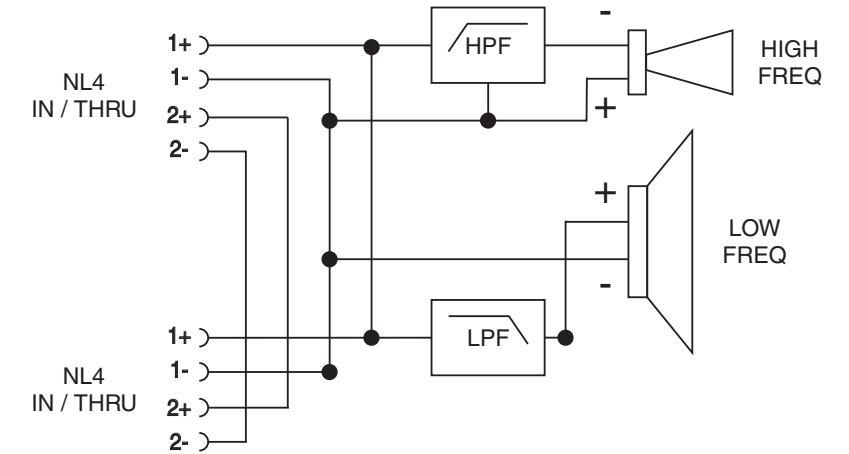 1+
1-
NL4
IN / THRU
2+
2-
HPF
-
+
HIGH
FREQ
+
-
LOW
FREQ
1+
1-
NL4
IN / THRU
2+
2-
LPF